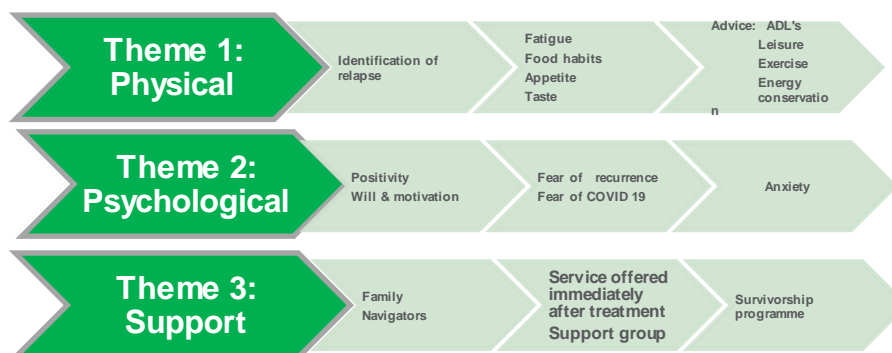 Theme 1:
Physical
Identification of
relapse
Fatigue
Food habits
Appetite
Taste
Advice: ADL's
Leisure
Exercise
Energy
conservatio
n
Theme 2:
Psychological
Positivity
Will & motivation
Fear of recurrence
Fear of COVID 19
Anxiety
Theme 3:
Support
Family
Navigators
Service offered
immediately
after treatment
Support group
Survivorship
programme